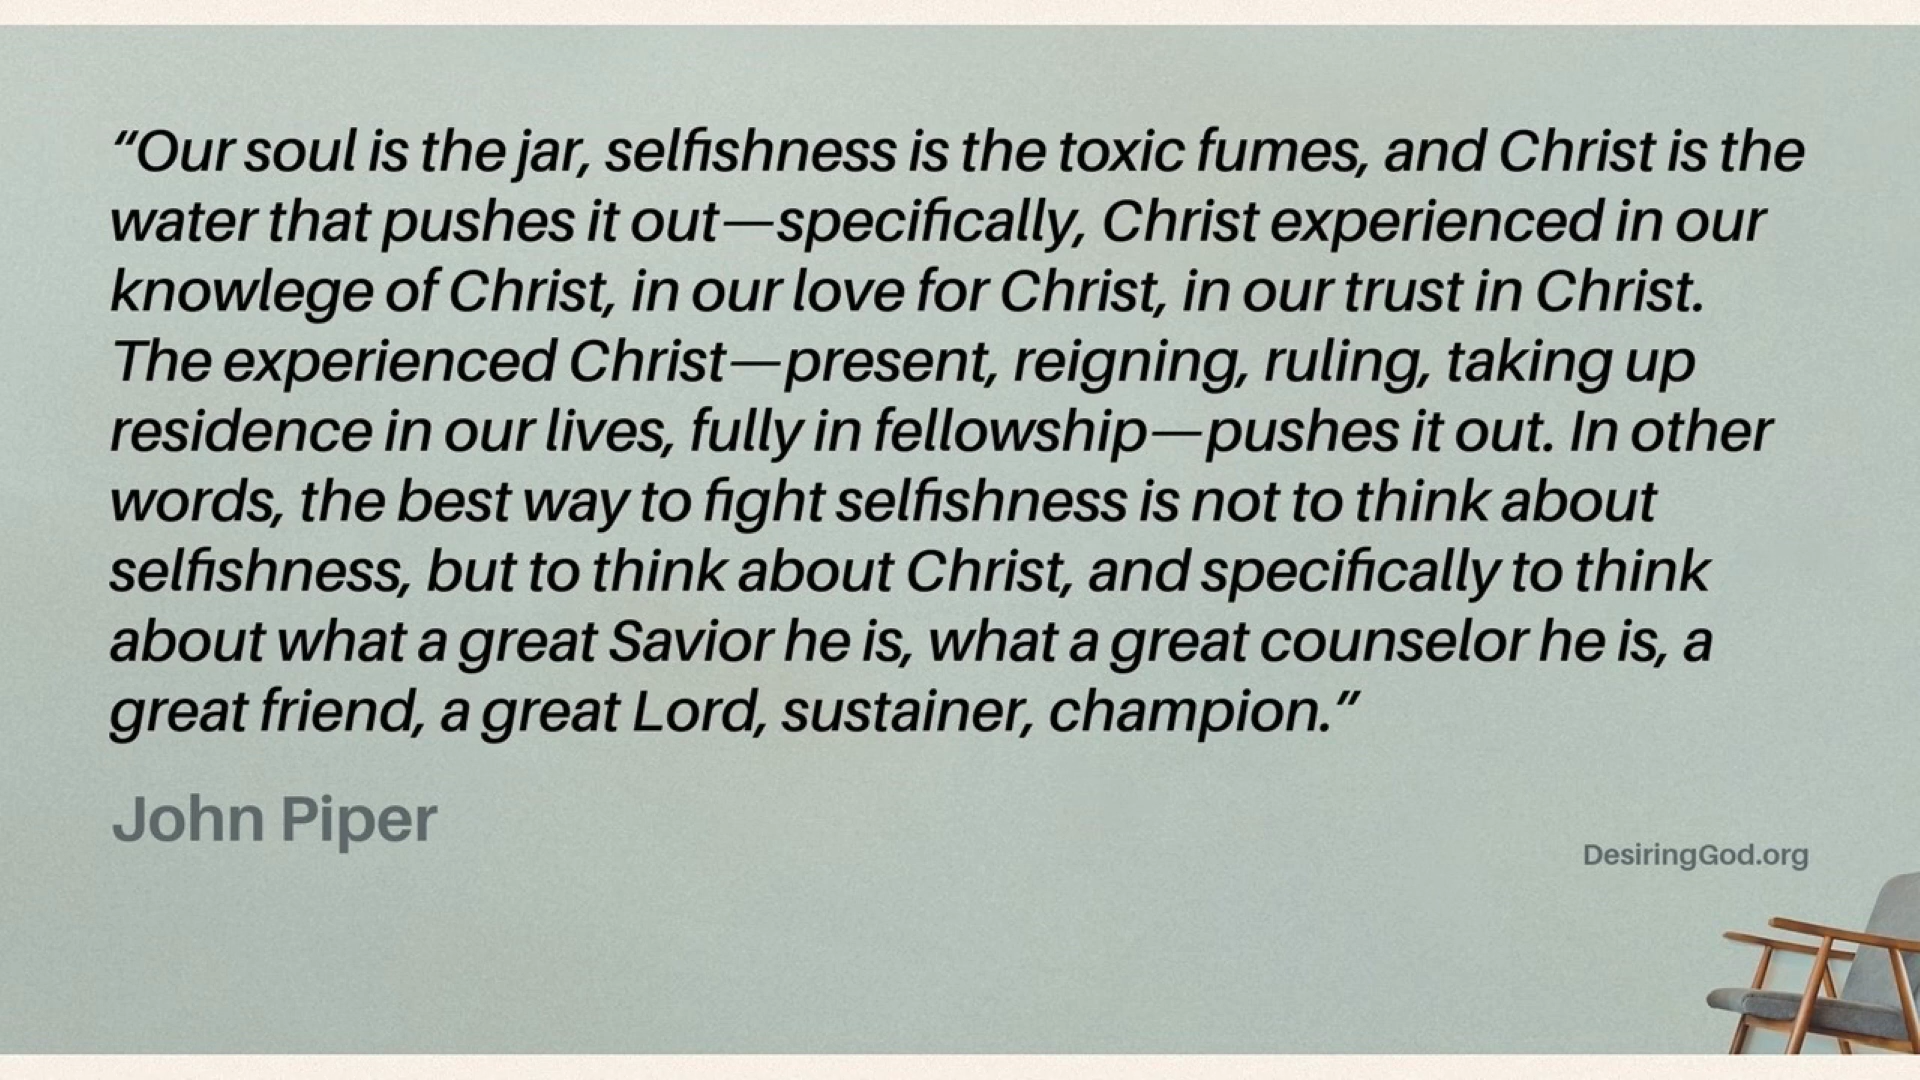 “Our soul is the jar, selfishness is the toxic fumes, and Christ is the
water that pushes it out—specifically, Christ experienced in our
knowlege of Christ, in our love for Christ, in our trust in Christ.
The experienced Christ—present, reigning, ruling, taking up
residence in our lives, fully in fellowship—pushes it out. In other
words, the best way to fight selfishness is not to think about
selfishness, but to think about Christ, and specifically to think
about what a great Savior he is, what a great counselor he is, a
great friend, a great Lord, sustainer, champion.”
John Piper
DesiringGod.org